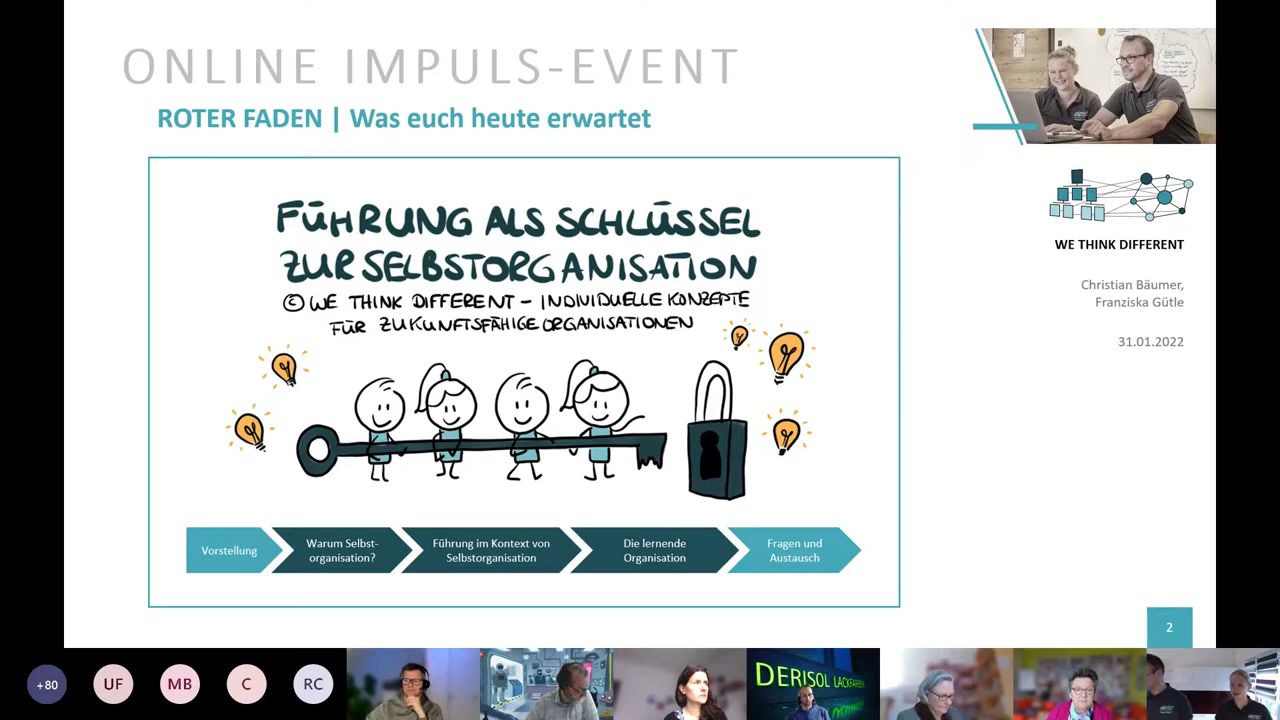 ONLINE IMPULS-EVENT
ROTER FADEN | Was euch heute erwartet
FÜHRUNG ALS SCHLÜSSEL
ZUR SELBSTORGANISATION
© WE THINK DIFFERENT – INDIVIDUELLE KONZEPTE
FÜR ZUKUNFTSFÄHIGE ORGANISATIONEN
Vorstellung
Warum Selbst-
organisation?
Führung im Kontext von
Selbstorganisation
Die lernende
Organisation
Fragen und
Austausch
WE THINK DIFFERENT
Christian Bäumer,
Franziska Gütle
31.01.2022
2
+80
UF
MB
C
RC
DERISOL LACKFARBEN